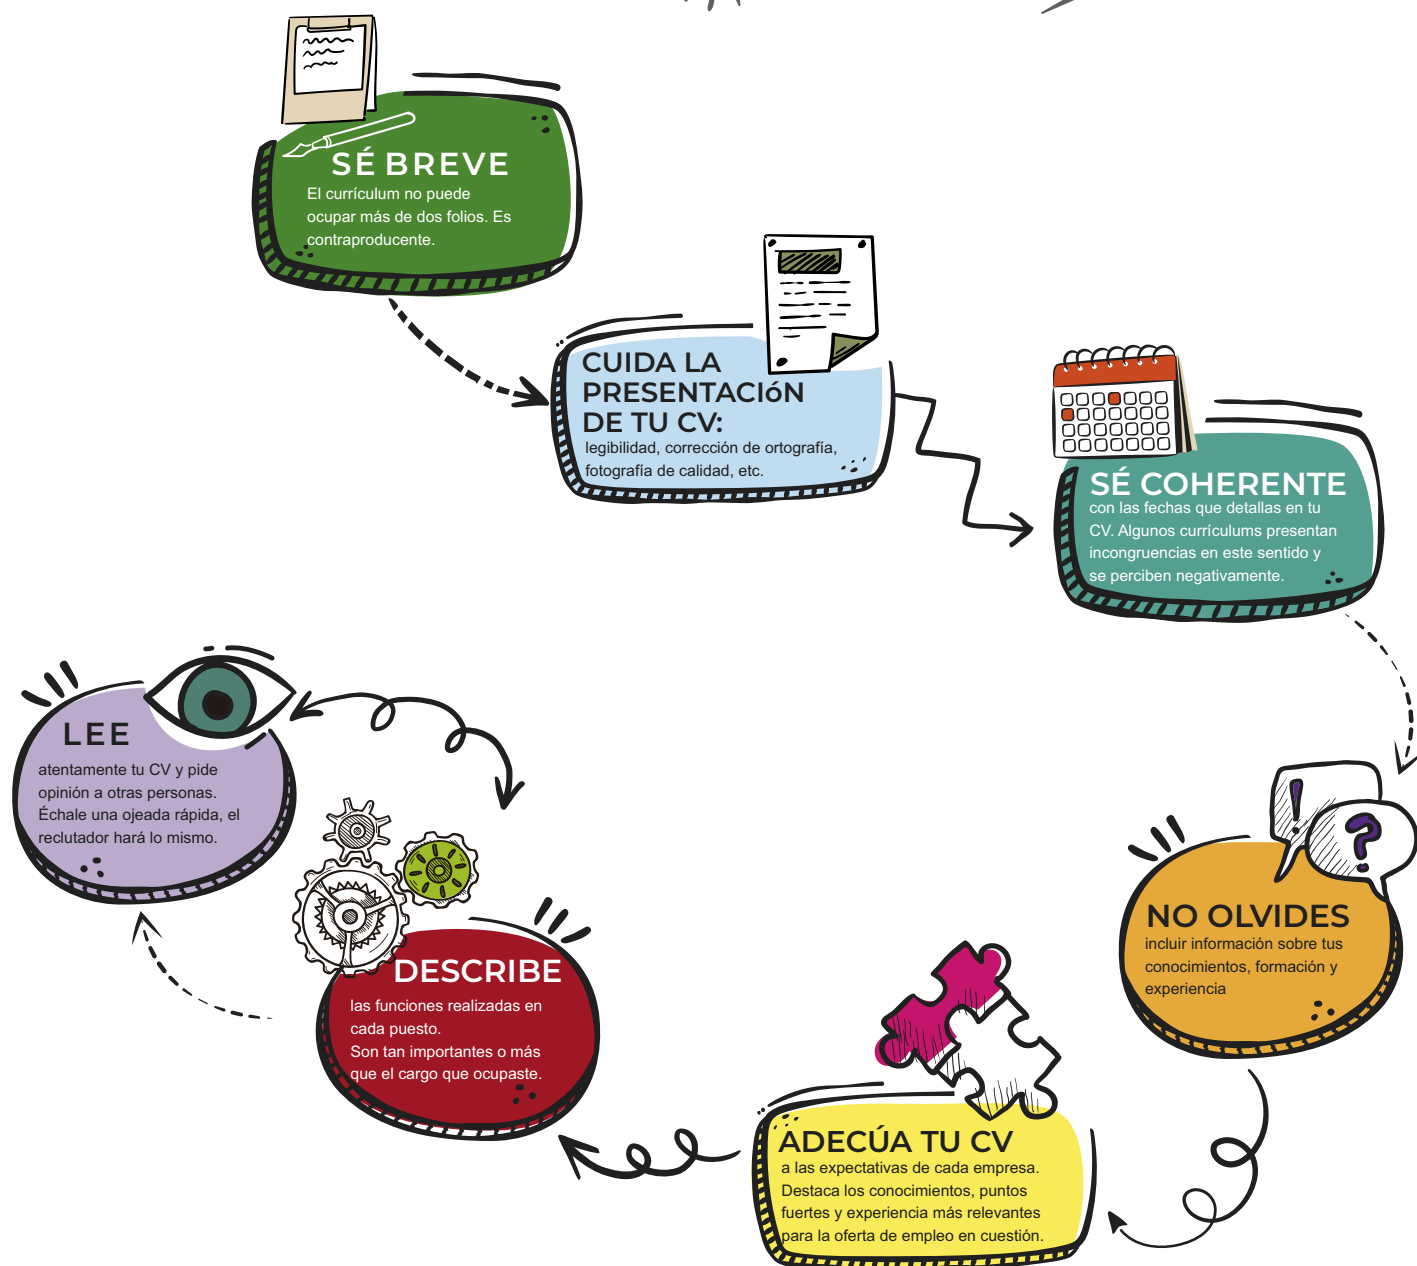 SÉ BREVE
El currículum no puede
ocupar más de dos folios. Es
contraproducente.
CUIDA LA
PRESENTACIóN
DE TU CV:
legibilidad, corrección de ortografía,
fotografía de calidad, etc.
SÉ COHERENTE
con las fechas que detallas en tu
CV. Algunos currículums presentan
incongruencias en este sentido y
se perciben negativamente.
NO OLVIDES
incluir información sobre tus
conocimientos, formación y
experiencia
ADECÚA TU CV
a las expectativas de cada empresa.
Destaca los conocimientos, puntos
fuertes y experiencia más relevantes
para la oferta de empleo en cuestión.
DESCRIBE
las funciones realizadas en
cada puesto.
Son tan importantes o más
que el cargo que ocupaste.
LEE
atentamente tu CV y pide
opinión a otras personas.
Échale una ojeada rápida, el
reclutador hará lo mismo.